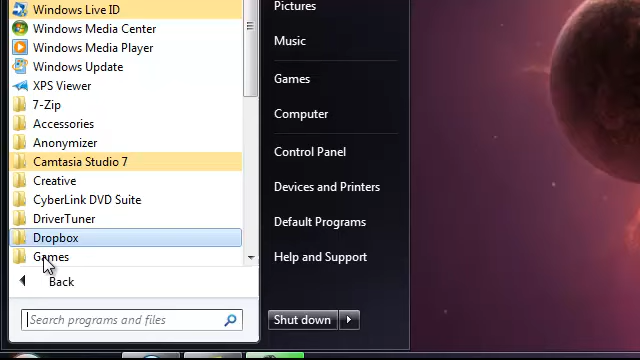 Windows Live ID
Windows Media Center
Windows Media Player
Windows Update
XPS Viewer
7-Zip
Accessories
Anonymizer
Camtasia Studio 7
Creative
CyberLink DVD Suite
DriverTuner
Dropbox
Games
Back
Search programs and files
Pictures
Music
Games
Computer
Control Panel
Devices and Printers
Default Programs
Help and Support
Shut down